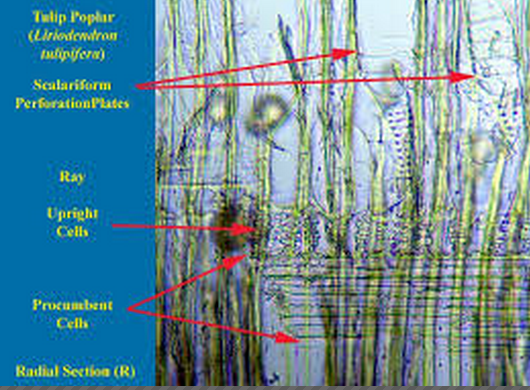 Tulip Poplar
(Liriodendron
tulipifera)
Scalariform
PerforationPlates
Ray
Upright
Cells
Procumbent
Cells
Radial Section (R)